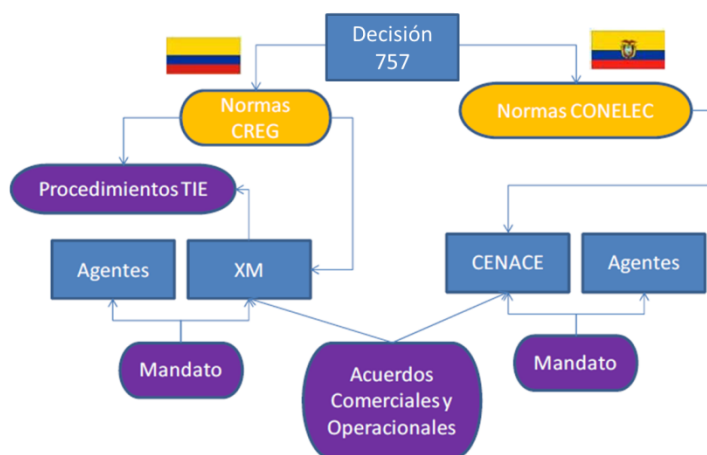 Decisión
757
Normas
CREG
Normas CONELEC
Procedimientos TIE
Agentes
XM
CENACE
Agentes
Mandato
Acuerdos
Comerciales y
Operacionales
Mandato